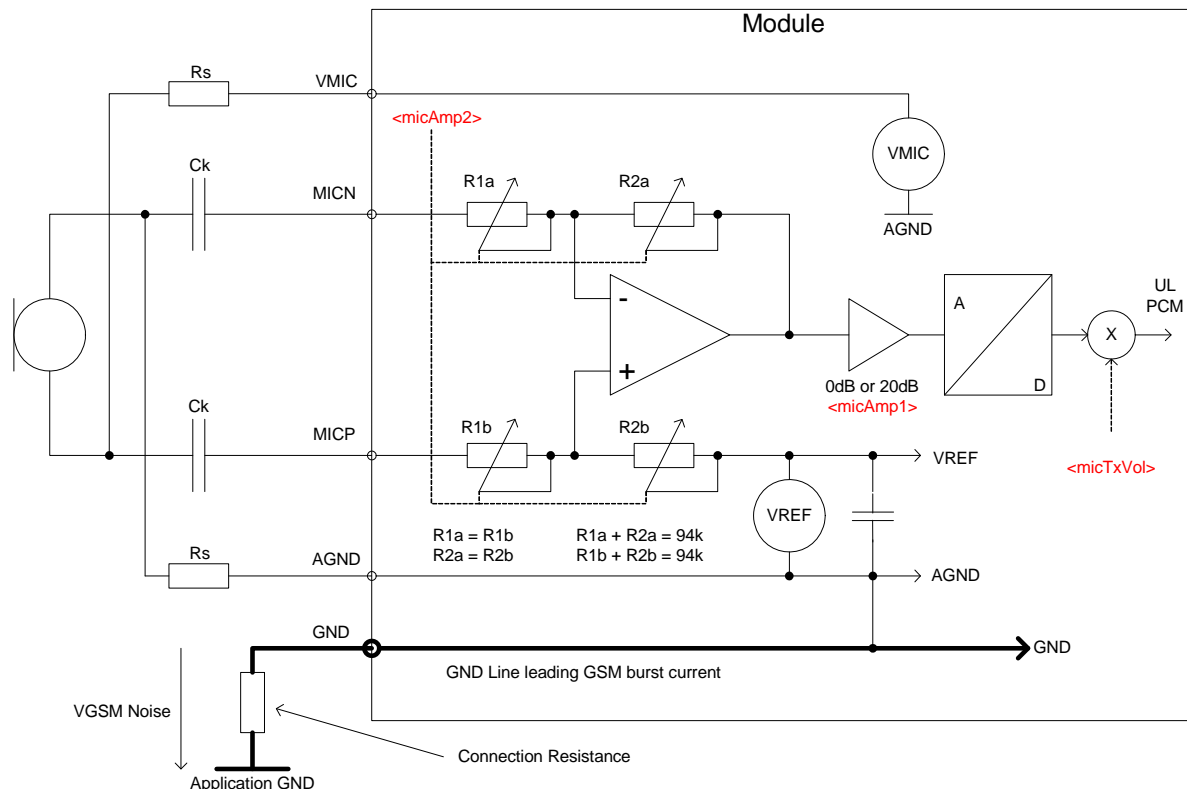 Module
Rs
VMIC
<micAmp2>
VMIC
Ck
MICN
R1a
R2a
AGND
-
UL
PCM
A
X
+
D
0dB or 20dB
<micAmp1>
Ck
MICP
R1b
R2b
VREF
<micTxVol>
VREF
R1a = R1b
R1a + R2a = 94k
R2a = R2b
R1b + R2b = 94k
Rs
AGND
AGND
GND
GND
GND Line leading GSM burst current
VGSM Noise
Connection Resistance
Application GND